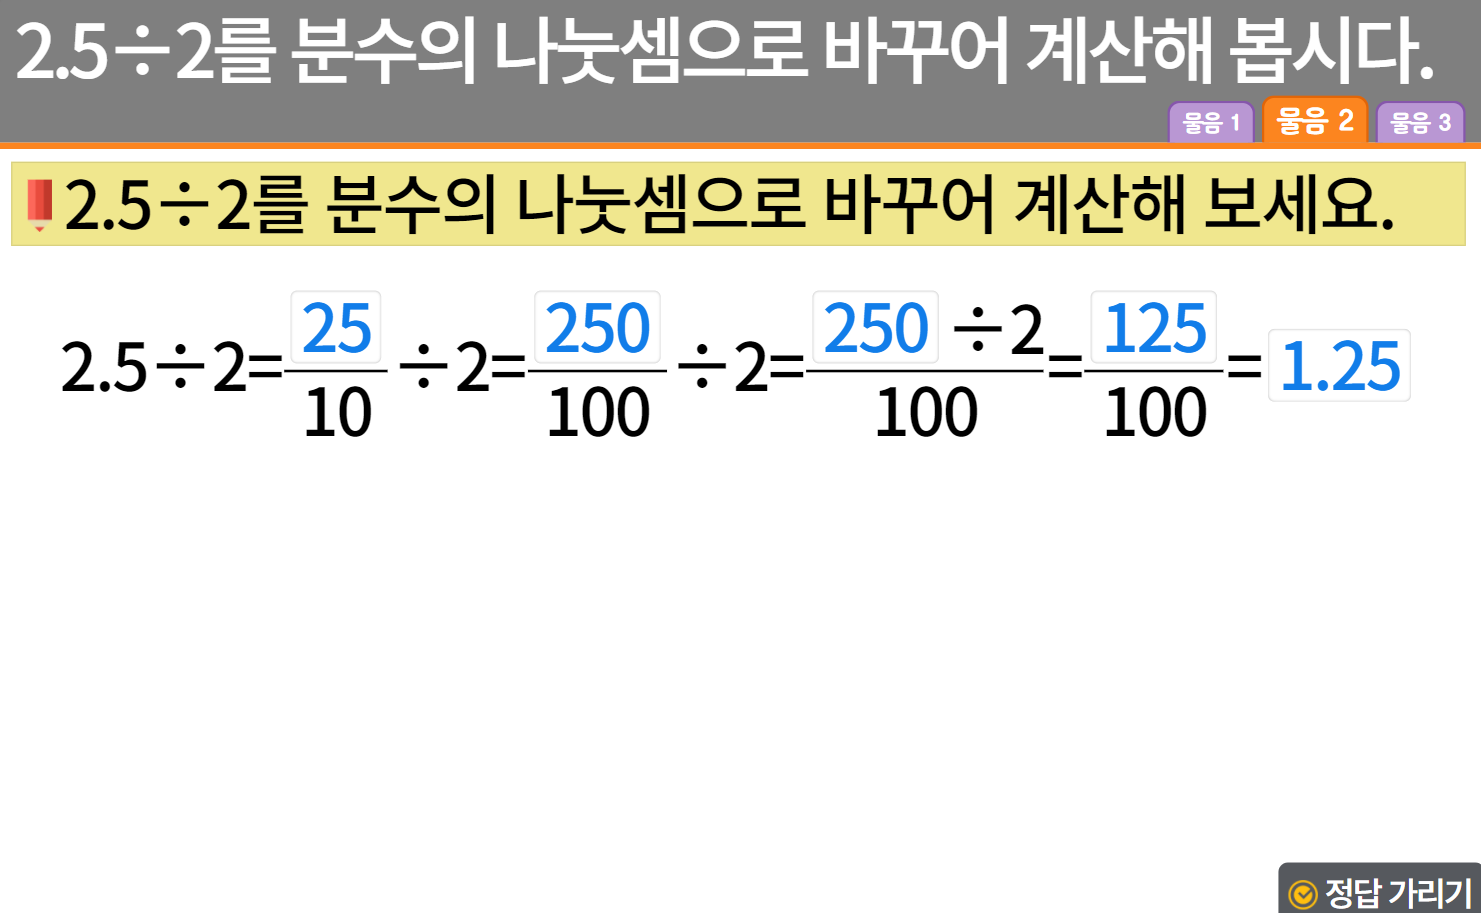 2.5÷2를 분수의 나눗셈으로 바꾸어 계산해 봅시다.
물음 1 물음 2 물음 3
2.5÷2를 분수의 나눗셈으로 바꾸어 계산해 보세요.
2.5÷2=25/10÷2=250/100÷2=250÷2/100=125/100=1.25
정답 가리기